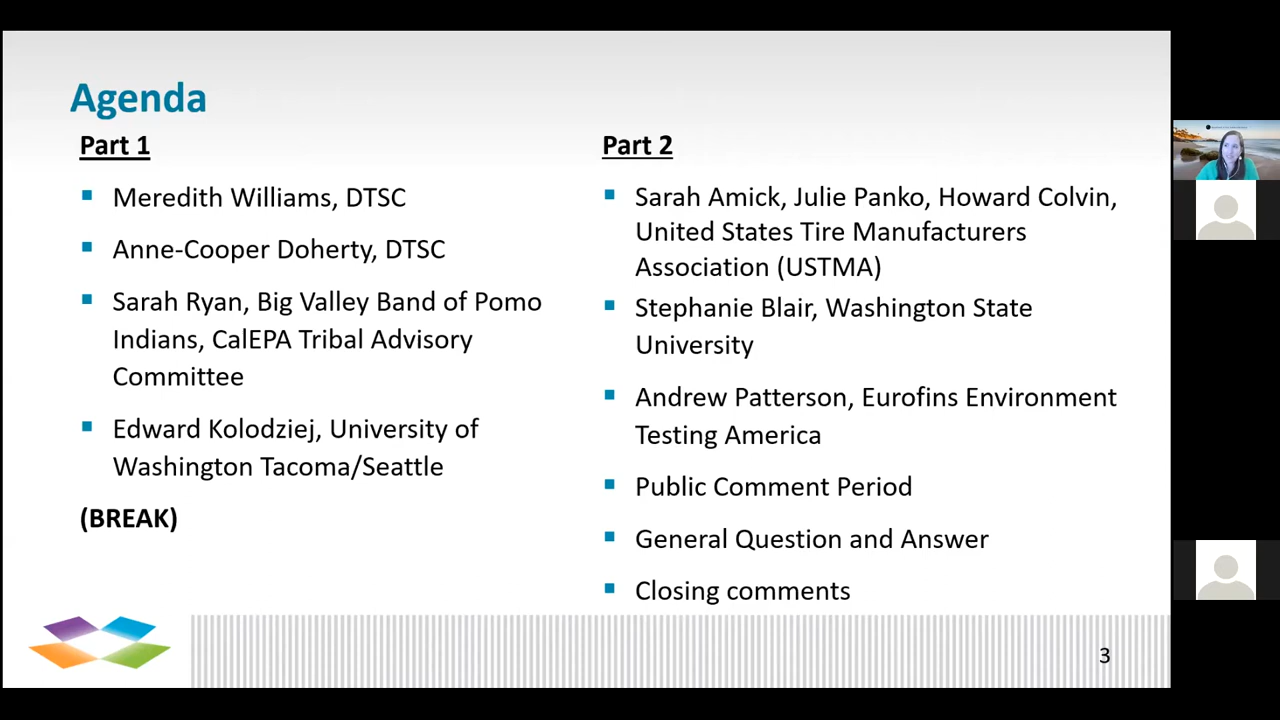 Agenda
Part 1
Meredith Williams, DTSC
Anne-Cooper Doherty, DTSC
Sarah Ryan, Big Valley Band of Pomo
Indians, CalEPA Tribal Advisory
Committee
Edward Kolodziej, University of
Washington Tacoma/Seattle
(BREAK)
Part 2
Sarah Amick, Julie Panko, Howard Colvin,
United States Tire Manufacturers
Association (USTMA)
Stephanie Blair, Washington State
University
Andrew Patterson, Eurofins Environment
Testing America
Public Comment Period
General Question and Answer
Closing comments
3